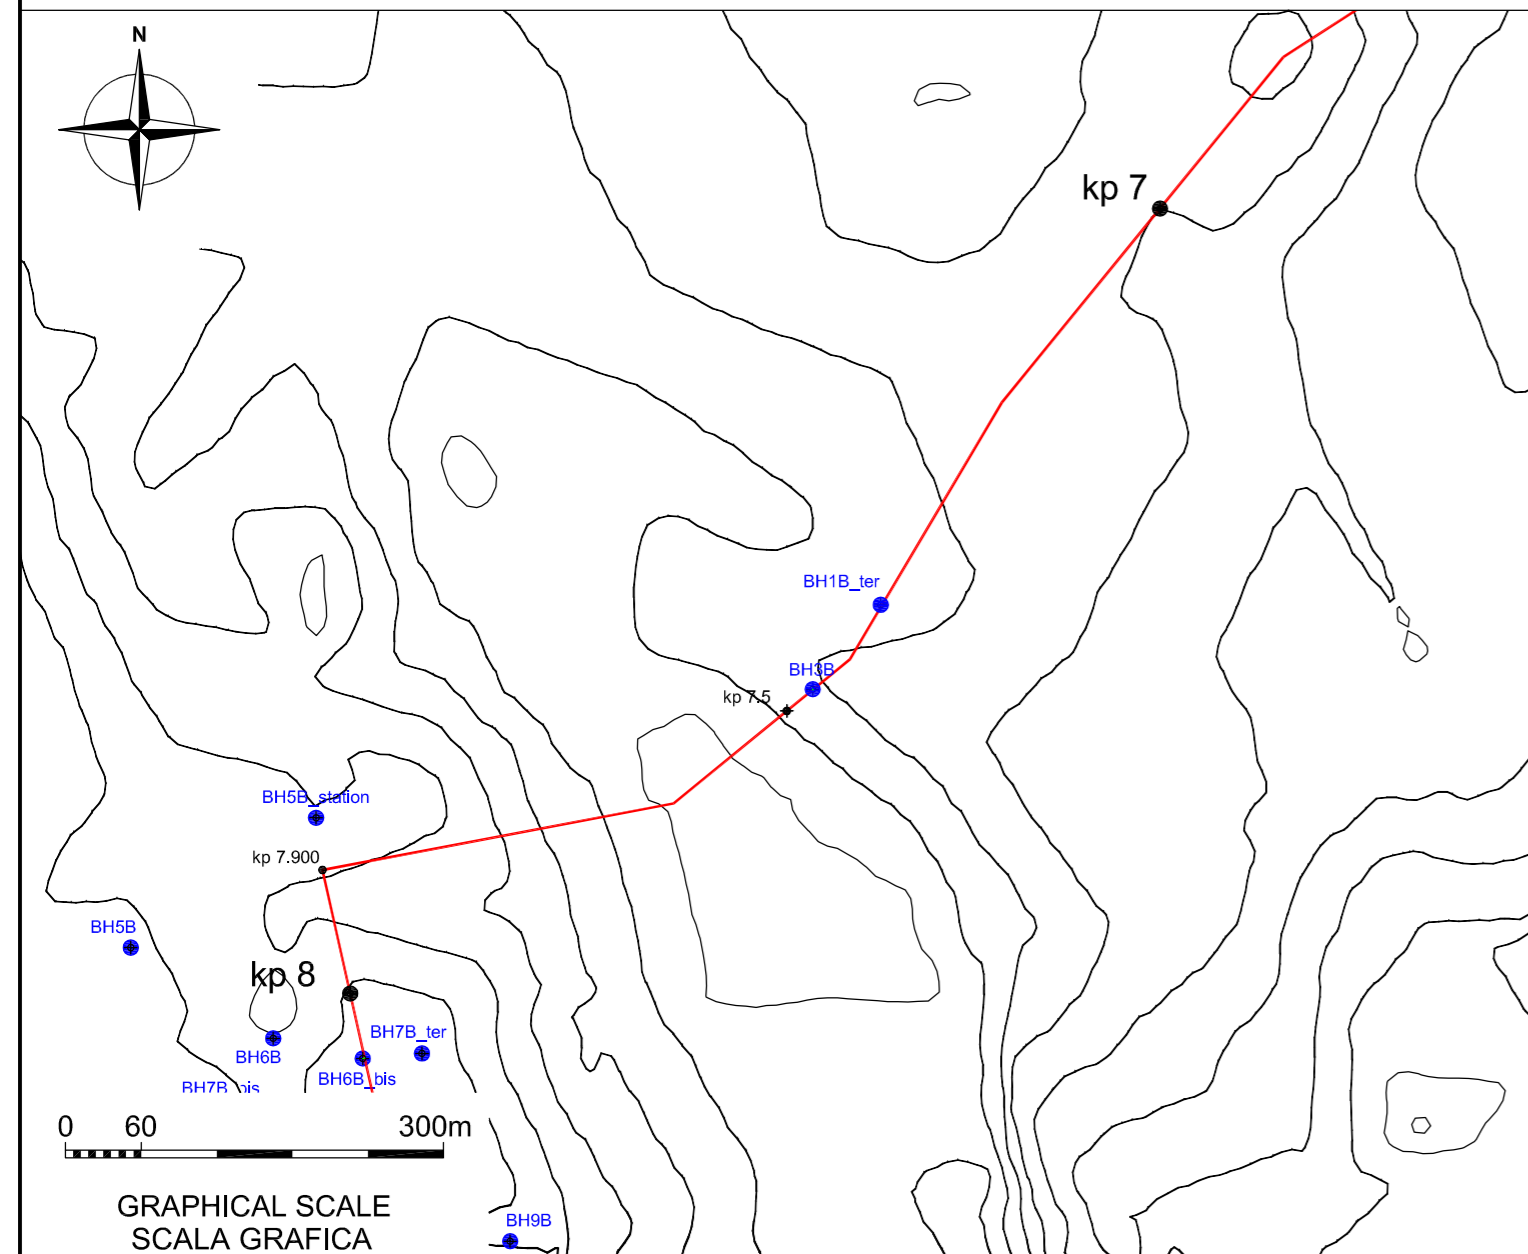 N
kp 7
BH1B_ter
BH3B
kp 7.5
BH5B_station
kp 7.900
BH5B
kp 8
BH7B_ter
BH6B
BH6B_bis
BH7B_bis
0 60 300m
GRAPHICAL SCALE
SCALA GRAFICA
BH9B